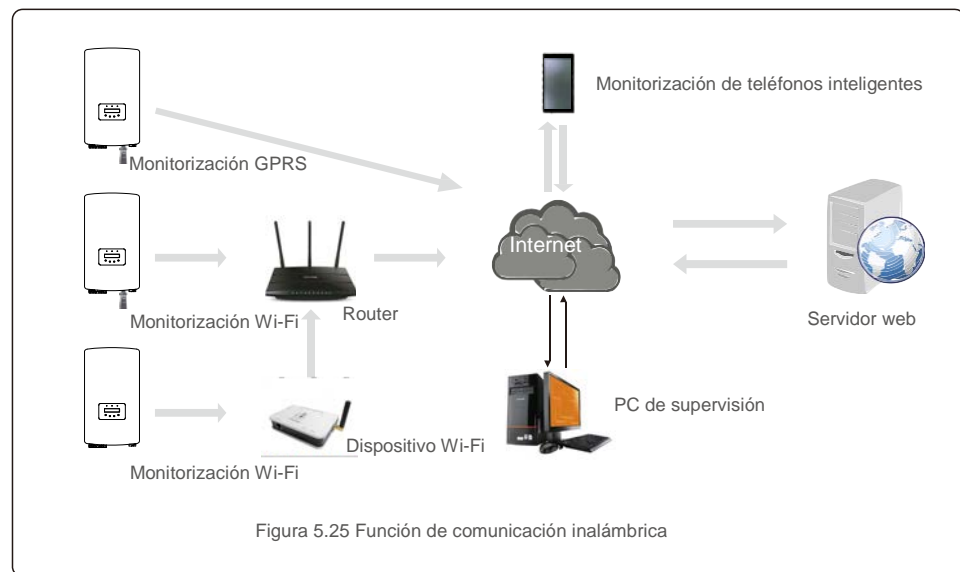 Monitorización de teléfonos inteligentes
Monitorización GPRS
Internet
Monitorización Wi-Fi
Router
Servidor web
PC de supervisión
Dispositivo Wi-Fi
Monitorización Wi-Fi
Figura 5.25 Función de comunicación inalámbrica